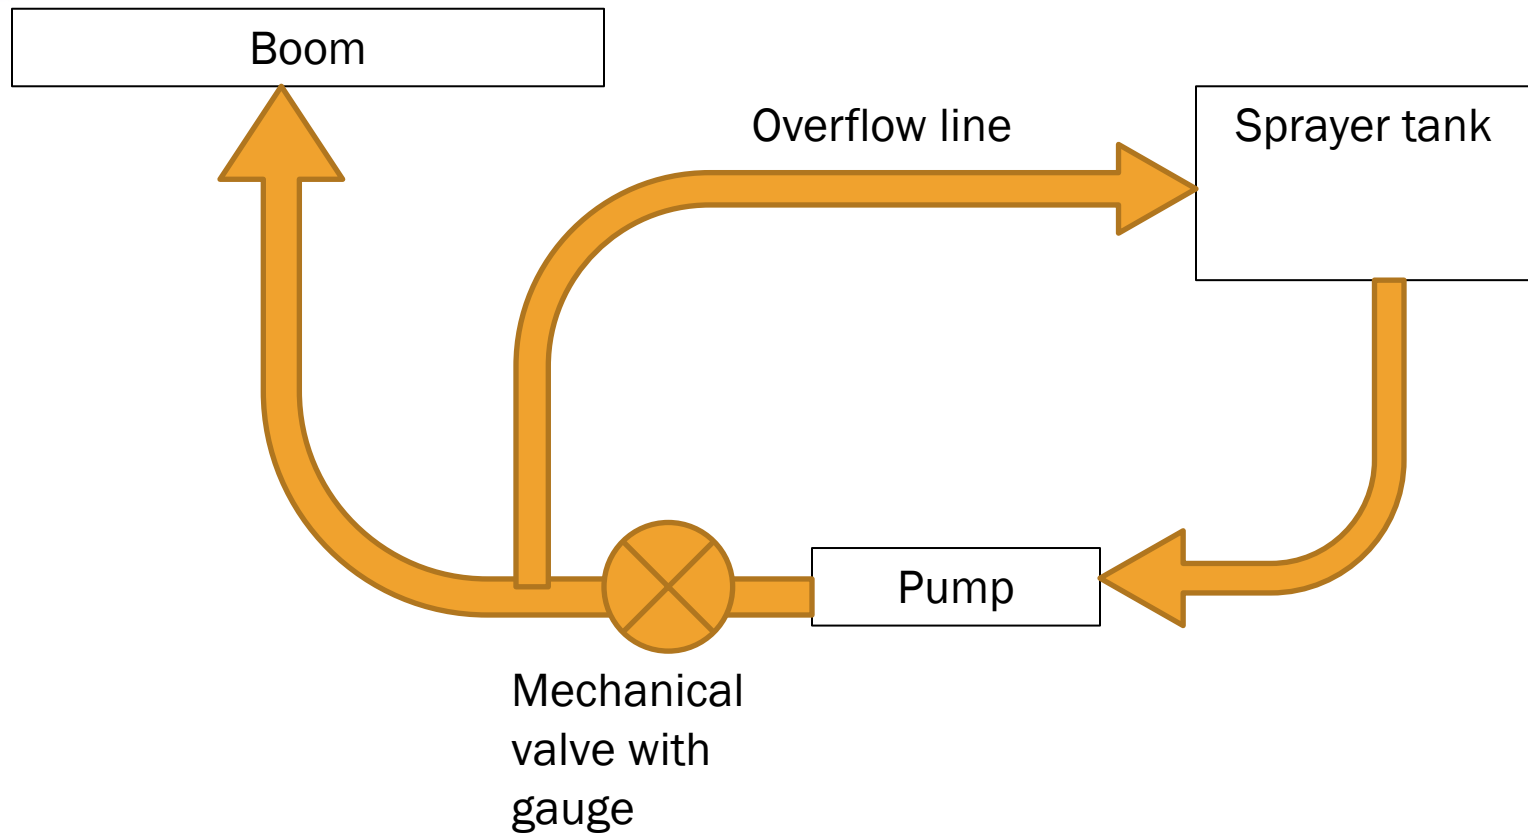 Boom
Overflow line
Sprayer tank
Pump
Mechanical
valve with
gauge